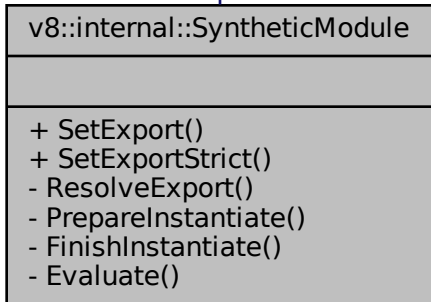 v8::internal::SyntheticModule
+ SetExport()
+ SetExportStrict()
- ResolveExport()
- PrepareInstantiate()
- FinishInstantiate()
- Evaluate()